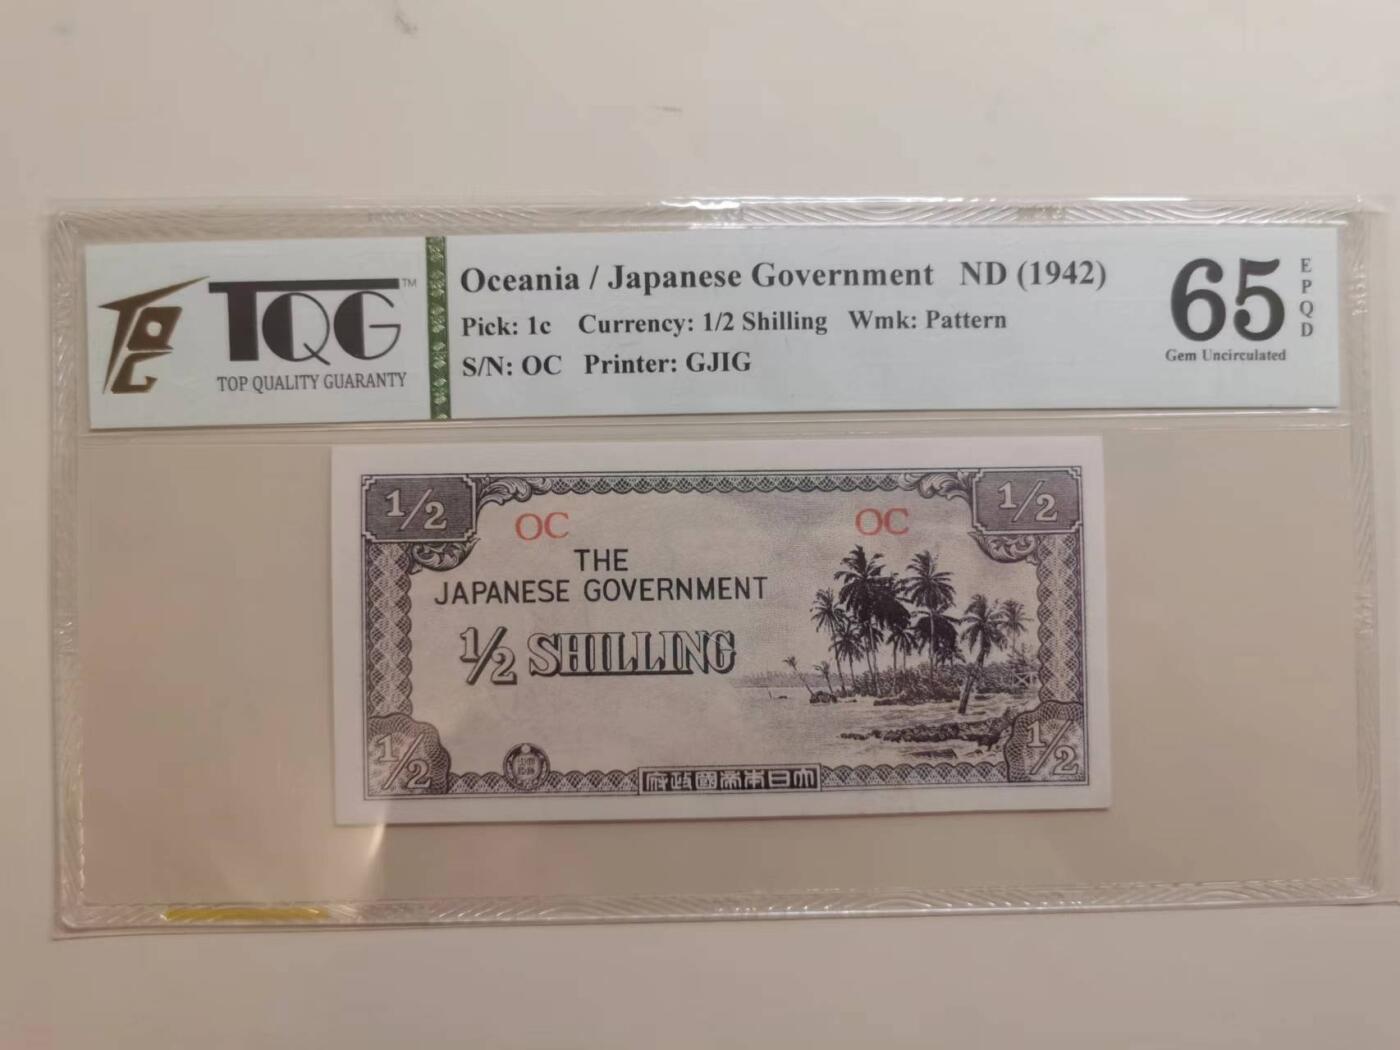 TQG™
TOP QUALITY GUARANTY
Oceania / Japanese Government ND (1942)
Pick: 1c Currency: 1/2 Shilling Wmk: Pattern
S/N: OC Printer: GJIG
65
EPQD
Gem Uncirculated
1/2 1/2
OC OC
THE
JAPANESE GOVERNMENT
1/2 SHILLING
1/2 1/2
府政國帝本日大